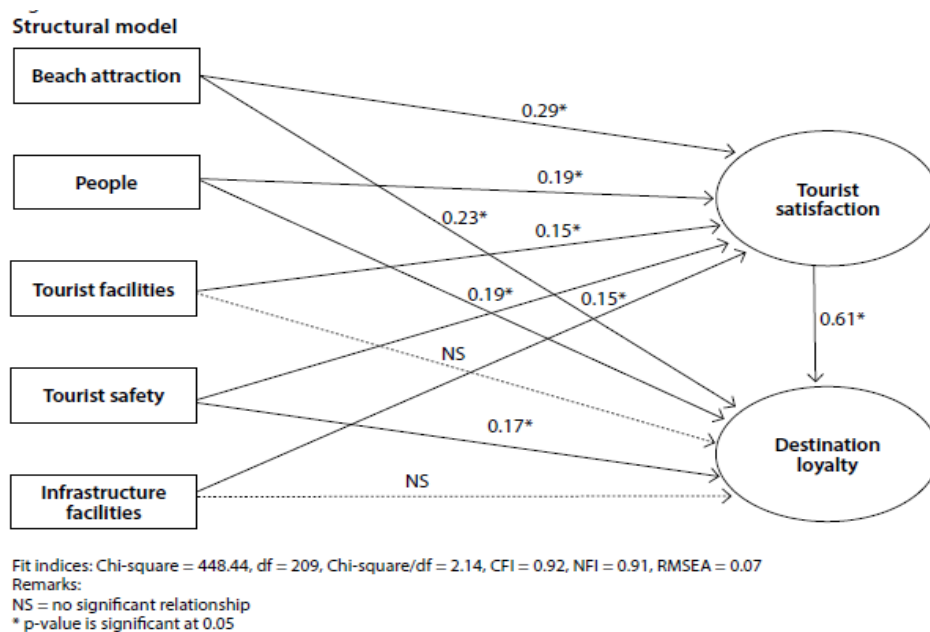 Structural model
Beach attraction
0.29*
People
0.19*
Tourist
satisfaction
0.23*
0.15*
Tourist facilities
0.19*
0.15*
0.61*
NS
Tourist safety
0.17*
Destination
loyalty
Infrastructure
facilities
NS
Fit indices: Chi-square = 448.44, df = 209, Chi-square/df = 2.14, CFI = 0.92, NFI = 0.91, RMSEA = 0.07
Remarks:
NS = no significant relationship
* p-value is significant at 0.05